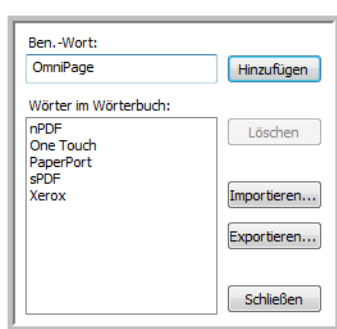 Ben.-Wort:
OmniPage
Hinzufügen
Wörter im Wörterbuch:
nPDF
One Touch
PaperPort
sPDF
Xerox
Löschen
Importieren...
Exportieren...
Schließen